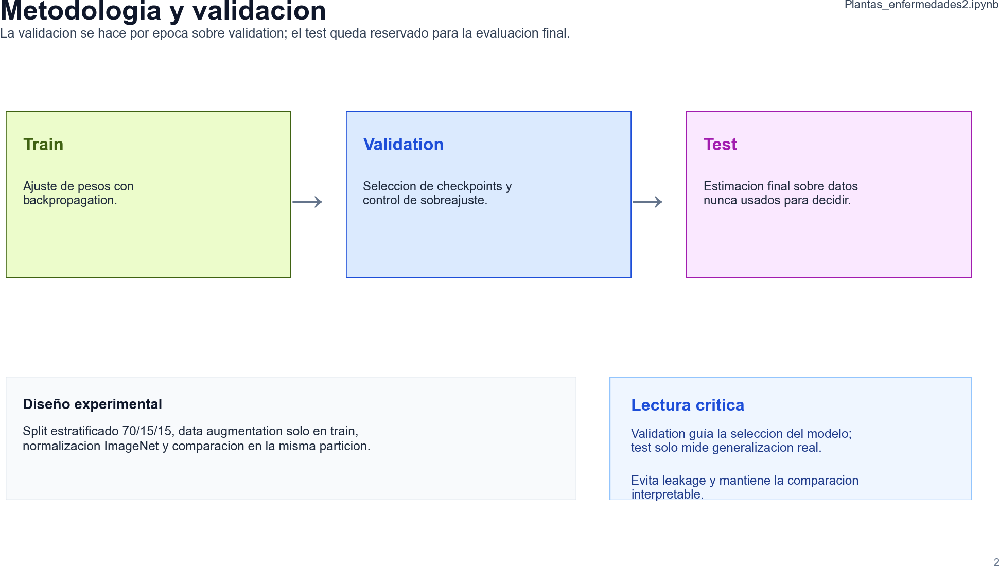 Metodologia y validacion
Plantas_enfermedades2.ipynb
La validacion se hace por epoca sobre validation; el test queda reservado para la evaluacion final.
Train
Ajuste de pesos con
backpropagation.
Validation
Seleccion de checkpoints y
control de sobreajuste.
Test
Estimacion final sobre datos
nunca usados para decidir.
Diseño experimental
Split estratificado 70/15/15, data augmentation solo en train,
normalizacion ImageNet y comparacion en la misma particion.
Lectura critica
Validation guía la seleccion del modelo;
test solo mide generalizacion real.
Evita leakage y mantiene la comparacion
interpretable.
2